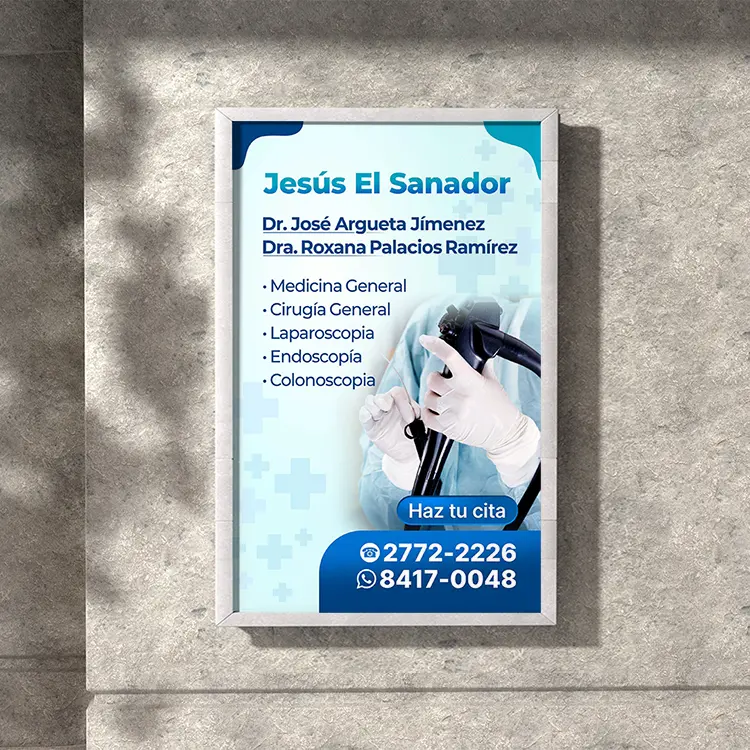 Jesús El Sanador
Dr. José Argueta Jímenez
Dra. Roxana Palacios Ramírez
• Medicina General
• Cirugía General
• Laparoscopia
• Endoscopía
• Colonoscopia
Haz tu cita
2772-2226
8417-0048